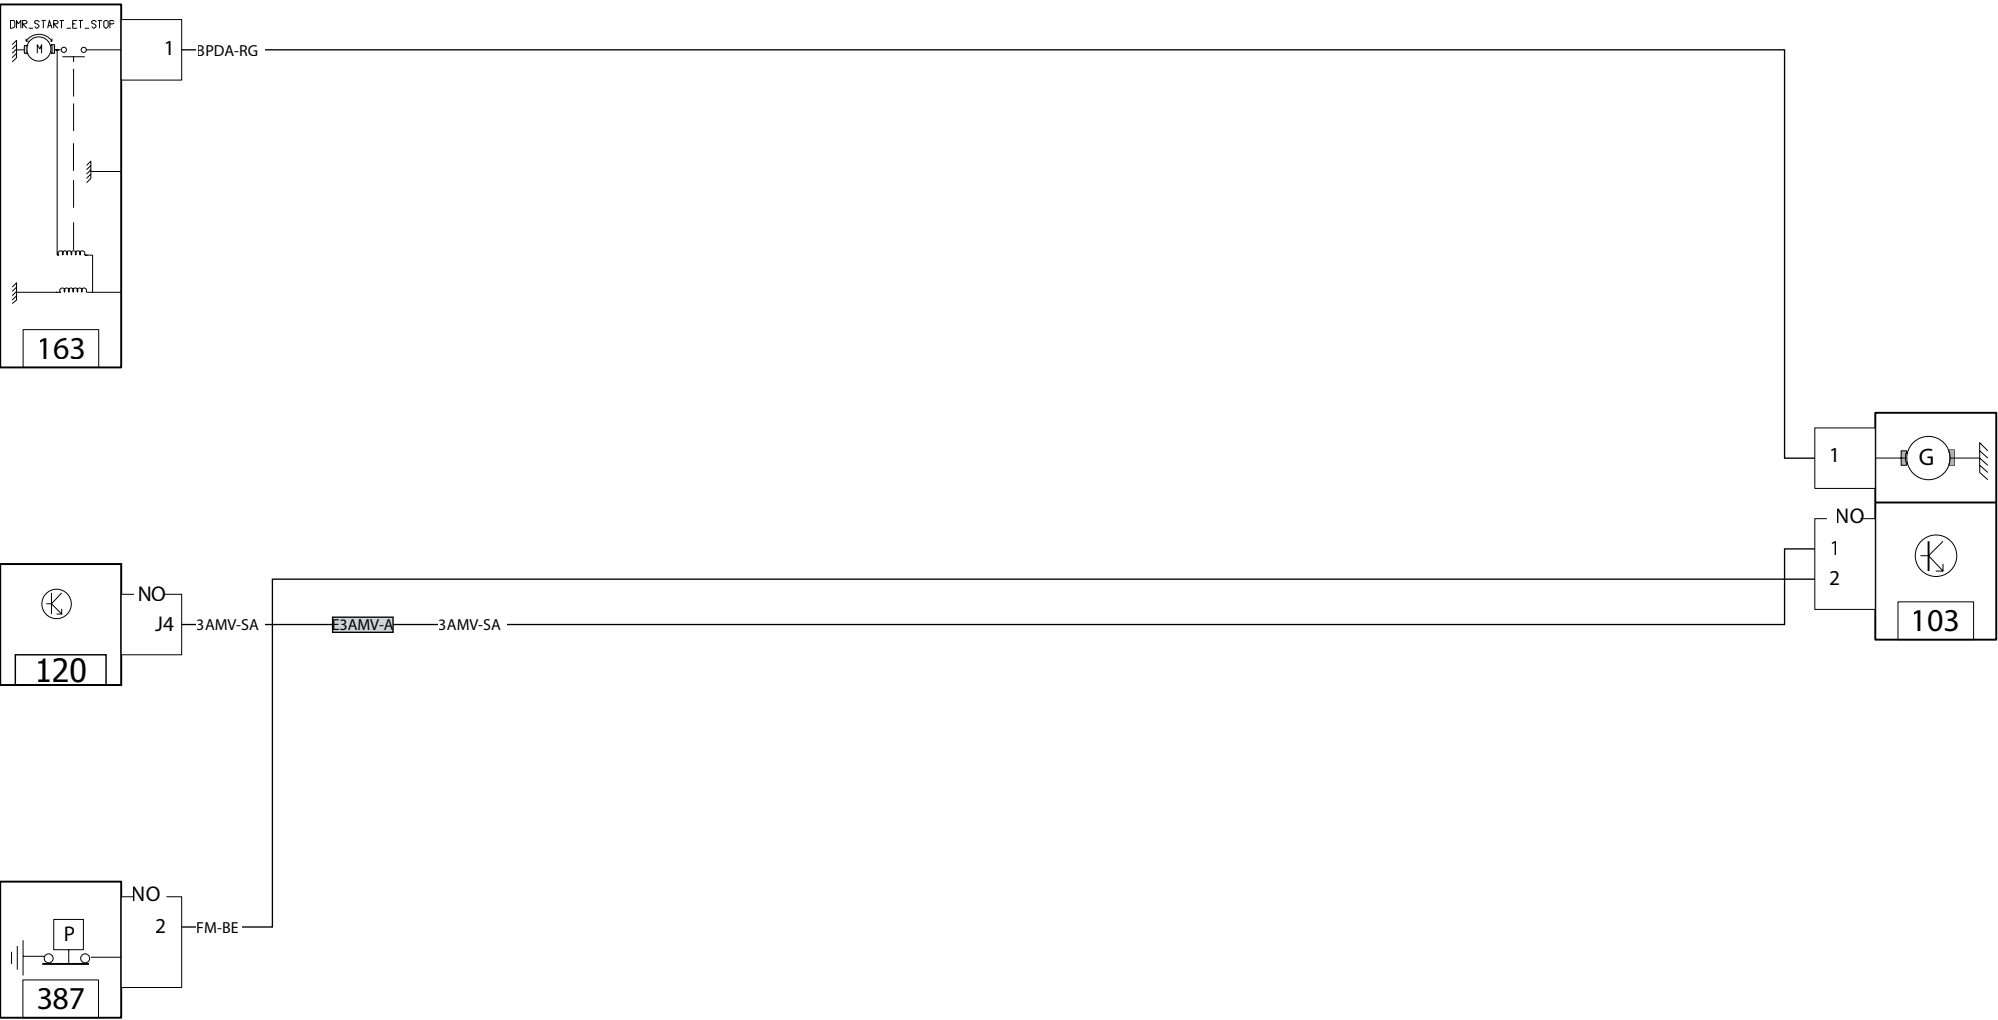 DMR_START_ET_STOP
M
1
BPDA-RG
163
1
G
NO
1
2
103
NO
J4
3AMV-SA
E3AMV-A
3AMV-SA
120
NO
2
FM-BE
P
387